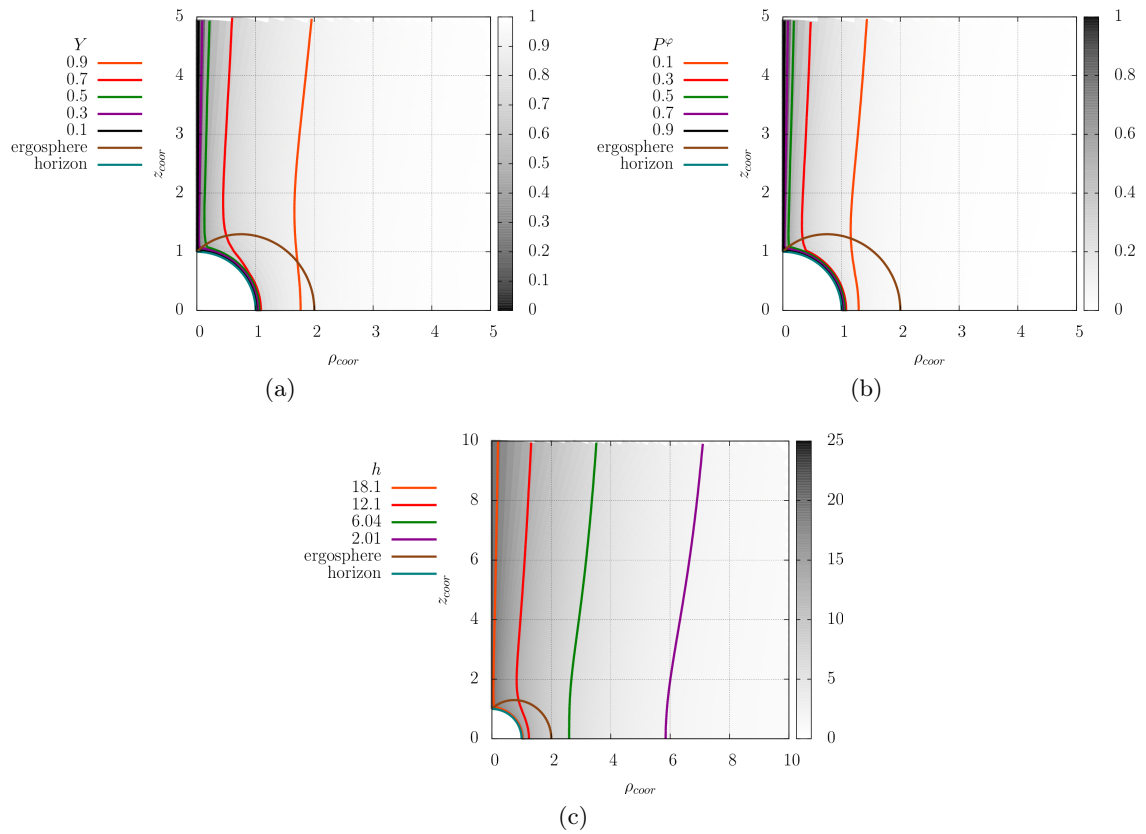 Y
0.9
0.7
0.5
0.3
0.1
ergosphere
horizon
z_coor
5
4
3
2
1
0
0 1 2 3 4 5
ρ_coor
1
0.9
0.8
0.7
0.6
0.5
0.4
0.3
0.2
0.1
0
(a)
P^φ
0.1
0.3
0.5
0.7
0.9
ergosphere
horizon
z_coor
5
4
3
2
1
0
0 1 2 3 4 5
ρ_coor
1
0.8
0.6
0.4
0.2
0
(b)
h
18.1
12.1
6.04
2.01
ergosphere
horizon
z_coor
10
8
6
4
2
0
0 2 4 6 8 10
ρ_coor
25
20
15
10
5
0
(c)